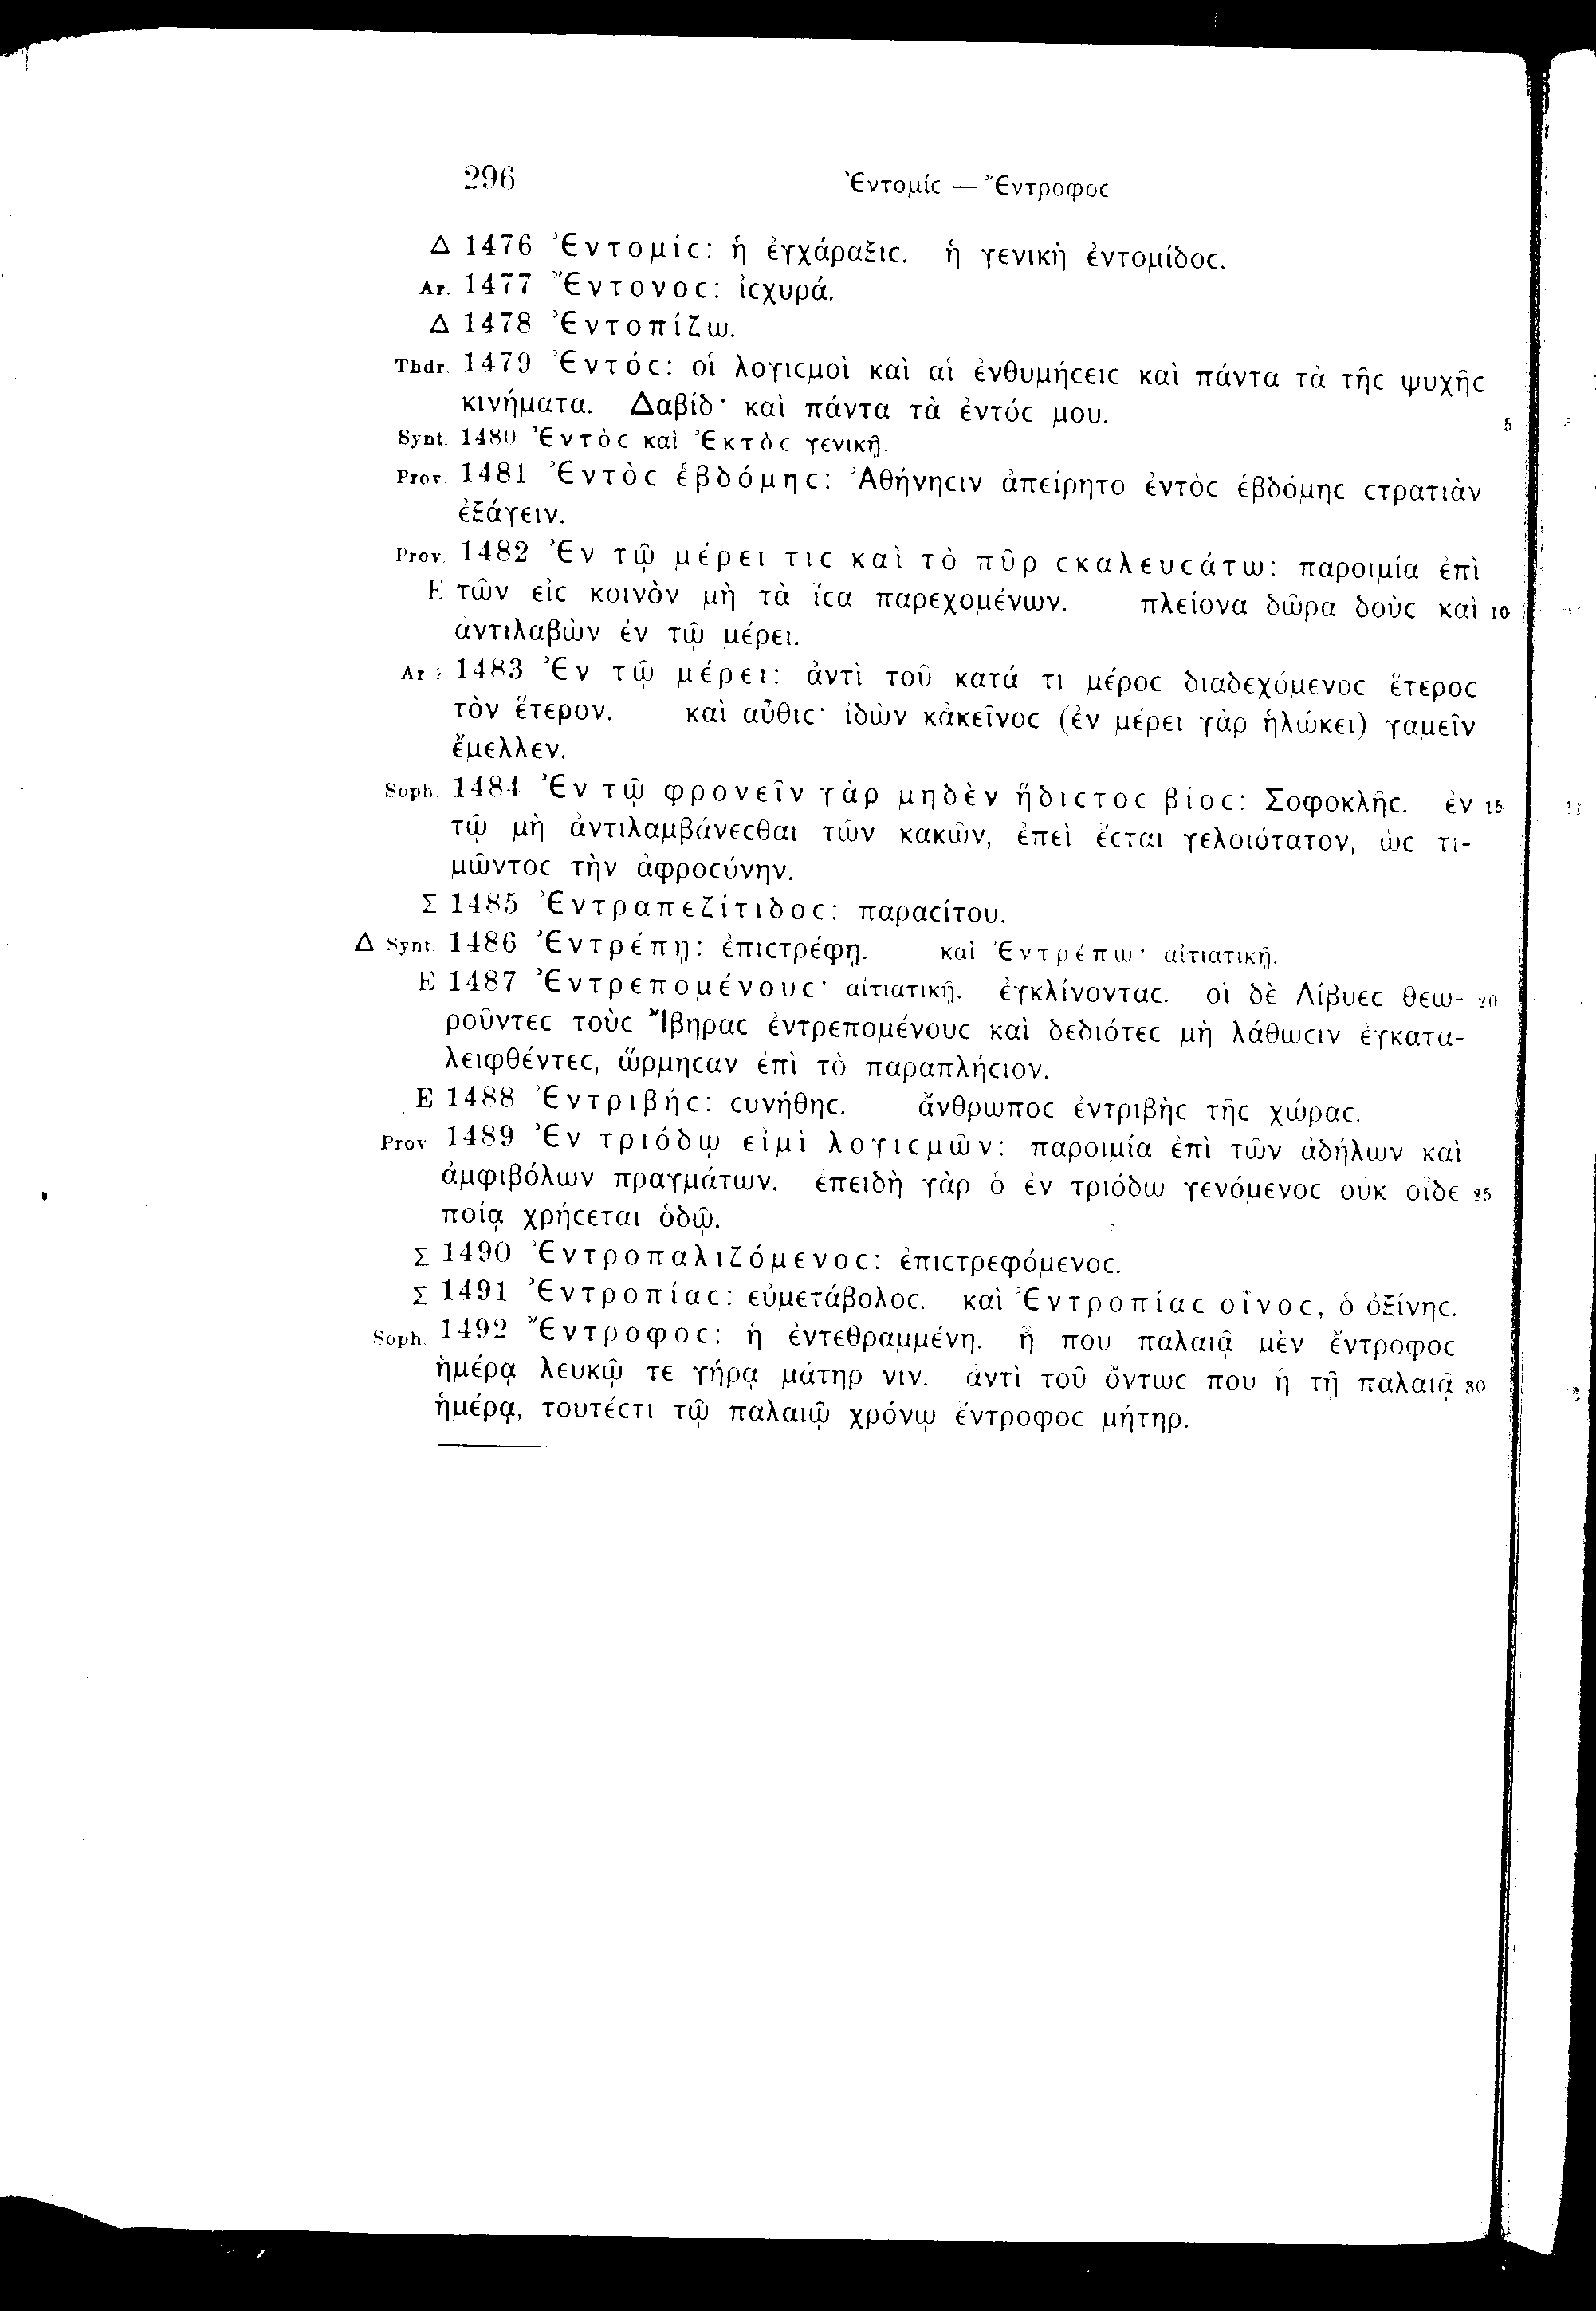 296 Ἐντομίϲ — Ἔντροφοϲ
Δ 1476 Ἐντομίϲ: ἡ ἐγχάραξιϲ. ἡ γενικὴ ἐντομίδοϲ.
Ar. 1477 Ἔντονοϲ: ἰϲχυρά.
Δ 1478 Ἐντοπίζω.
Thdr. 1479 Ἐντόϲ: οἱ λογιϲμοὶ καὶ αἱ ἐνθυμήϲειϲ καὶ πάντα τὰ τῆϲ ψυχῆϲ
κινήματα. Δαβίδ· καὶ πάντα τὰ ἐντόϲ μου. 5
Synt. 1480 Ἐντὸϲ καὶ Ἐκτὸϲ γενικῇ.
Prov. 1481 Ἐντὸϲ ἑβδόμηϲ: Ἀθήνηϲιν ἀπείρητο ἐντὸϲ ἑβδόμηϲ ϲτρατιὰν
ἐξάγειν.
Prov. 1482 Ἐν τῷ μέρει τιϲ καὶ τὸ πῦρ ϲκαλευϲάτω: παροιμία ἐπὶ
E τῶν εἰϲ κοινὸν μὴ τὰ ἴϲα παρεχομένων. πλείονα δῶρα δοὺϲ καὶ 10
ἀντιλαβὼν ἐν τῷ μέρει.
Ar : 1483 Ἐν τῷ μέρει: ἀντὶ τοῦ κατά τι μέροϲ διαδεχόμενοϲ ἕτεροϲ
τὸν ἕτερον. καὶ αὖθιϲ· ἰδὼν κἀκεῖνοϲ (ἐν μέρει γὰρ ἡλώκει) γαμεῖν
ἔμελλεν.
Soph. 1484 Ἐν τῷ φρονεῖν γὰρ μηδὲν ἥδιϲτοϲ βίοϲ: Σοφοκλῆϲ. ἐν 15
τῷ μὴ ἀντιλαμβάνεϲθαι τῶν κακῶν, ἐπεὶ ἔϲται γελοιότατον, ὡϲ τι-
μῶντοϲ τὴν ἀφροϲύνην.
Σ 1485 Ἐντραπεζίτιδοϲ: παραϲίτου.
Δ Synt. 1486 Ἐντρέπῃ: ἐπιϲτρέφῃ. καὶ Ἐντρέπω· αἰτιατικῇ.
E 1487 Ἐντρεπομένουϲ· αἰτιατικῇ. ἐγκλίνονταϲ. οἱ δὲ Λίβυεϲ θεω- 20
ροῦντεϲ τοὺϲ Ἴβηραϲ ἐντρεπομένουϲ καὶ δεδιότεϲ μὴ λάθωϲιν ἐγκατα-
λειφθέντεϲ, ὥρμηϲαν ἐπὶ τὸ παραπλήϲιον.
E 1488 Ἐντριβήϲ: ϲυνήθηϲ. ἄνθρωποϲ ἐντριβὴϲ τῆϲ χώραϲ.
Prov. 1489 Ἐν τριόδῳ εἰμὶ λογιϲμῶν: παροιμία ἐπὶ τῶν ἀδήλων καὶ
ἀμφιβόλων πραγμάτων. ἐπειδὴ γὰρ ὁ ἐν τριόδῳ γενόμενοϲ οὐκ οἶδε 25
ποίᾳ χρήϲεται ὁδῷ.
Σ 1490 Ἐντροπαλιζόμενοϲ: ἐπιϲτρεφόμενοϲ.
Σ 1491 Ἐντροπίαϲ: εὐμετάβολοϲ. καὶ Ἐντροπίαϲ οἶνοϲ, ὁ ὀξίνηϲ.
Soph. 1492 Ἔντροφοϲ: ἡ ἐντεθραμμένη. ἦ που παλαιᾷ μὲν ἔντροφοϲ
ἡμέρᾳ λευκῷ τε γήρᾳ μάτηρ νιν. ἀντὶ τοῦ ὄντωϲ που ἡ τῇ παλαιᾷ 30
ἡμέρᾳ, τουτέϲτι τῷ παλαιῷ χρόνῳ ἔντροφοϲ μήτηρ.